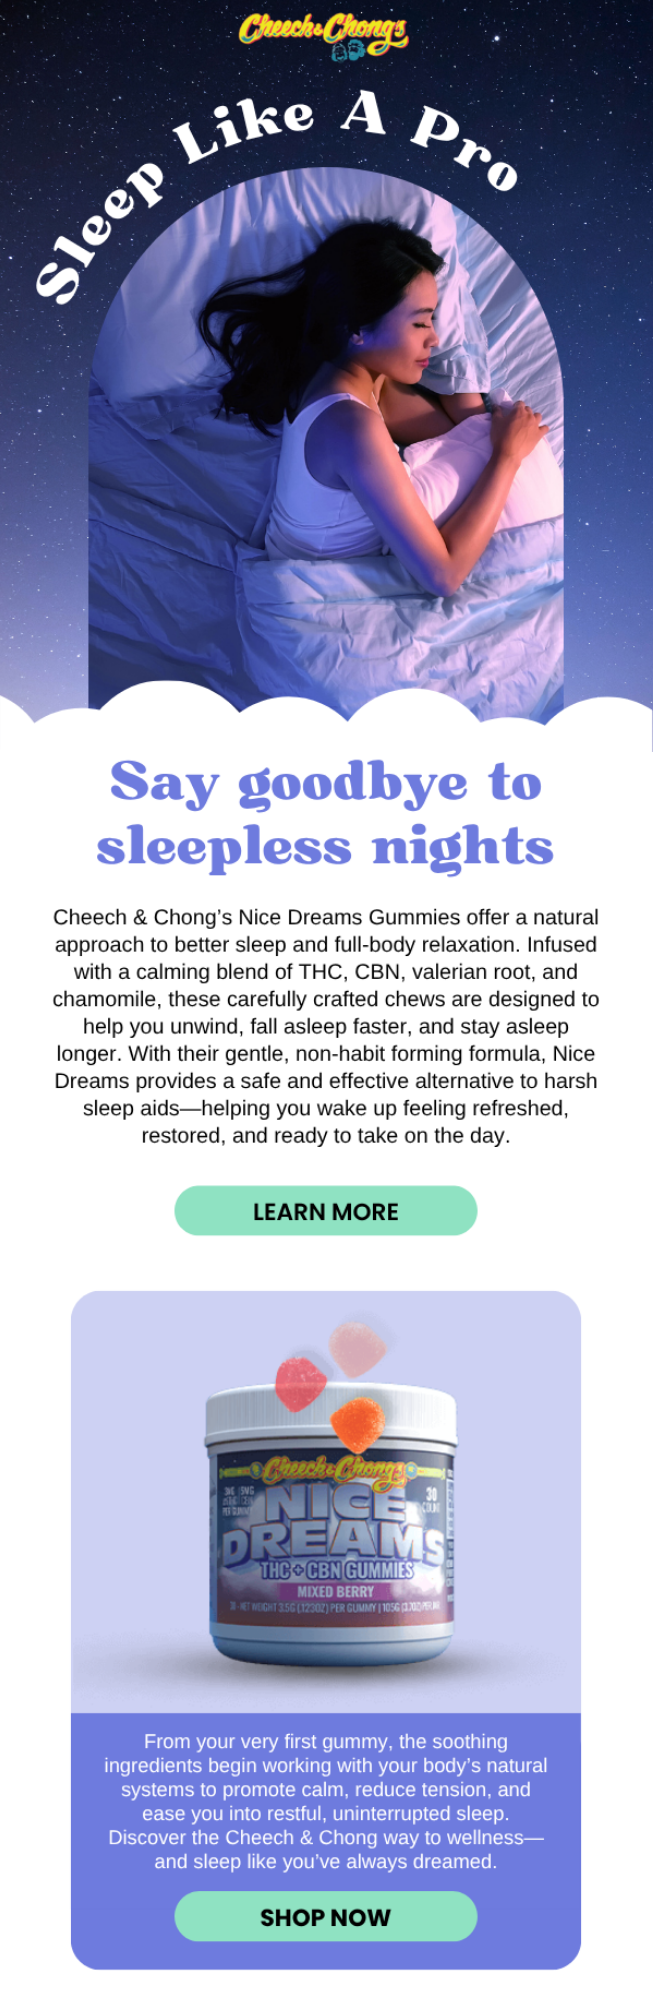 Cheech & Chong's
Sleep Like A Pro
Say goodbye to
sleepless nights
Cheech & Chong's Nice Dreams Gummies offer a natural
approach to better sleep and full-body relaxation. Infused
with a calming blend of THC, CBN, valerian root, and
chamomile, these carefully crafted chews are designed to
help you unwind, fall asleep faster, and stay asleep
longer. With their gentle, non-habit forming formula, Nice
Dreams provides a safe and effective alternative to harsh
sleep aids—helping you wake up feeling refreshed,
restored, and ready to take on the day.
LEARN MORE
Cheech & Chong's
30
COUNT
NICE
DREAMS
THC + CBN GUMMIES
MIXED BERRY
From your very first gummy, the soothing
ingredients begin working with your body's natural
systems to promote calm, reduce tension, and
ease you into restful, uninterrupted sleep.
Discover the Cheech & Chong way to wellness—
and sleep like you've always dreamed.
SHOP NOW